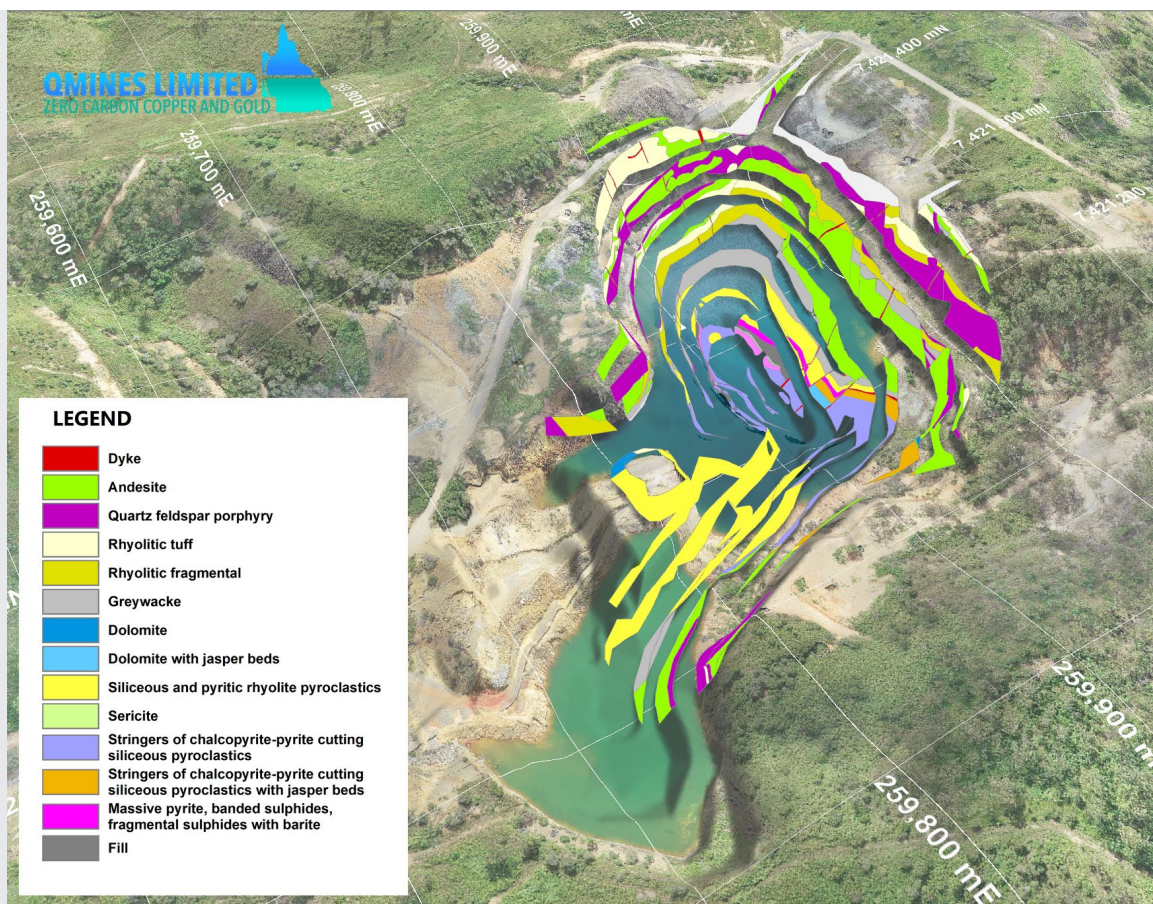 QMINES LIMITED
ZERO CARBON COPPER AND GOLD
259,900 mE
259,700 mE
259,600 mE
7,421,400 mN
7,421,200
259,900 mE
259,800 mE
LEGEND
Dyke
Andesite
Quartz feldspar porphyry
Rhyolitic tuff
Rhyolitic fragmental
Greywacke
Dolomite
Dolomite with jasper beds
Siliceous and pyritic rhyolite pyroclastics
Sericite
Stringers of chalcopyrite-pyrite cutting
siliceous pyroclastics
Stringers of chalcopyrite-pyrite cutting
siliceous pyroclastics with jasper beds
Massive pyrite, banded sulphides,
fragmental sulphides with barite
Fill